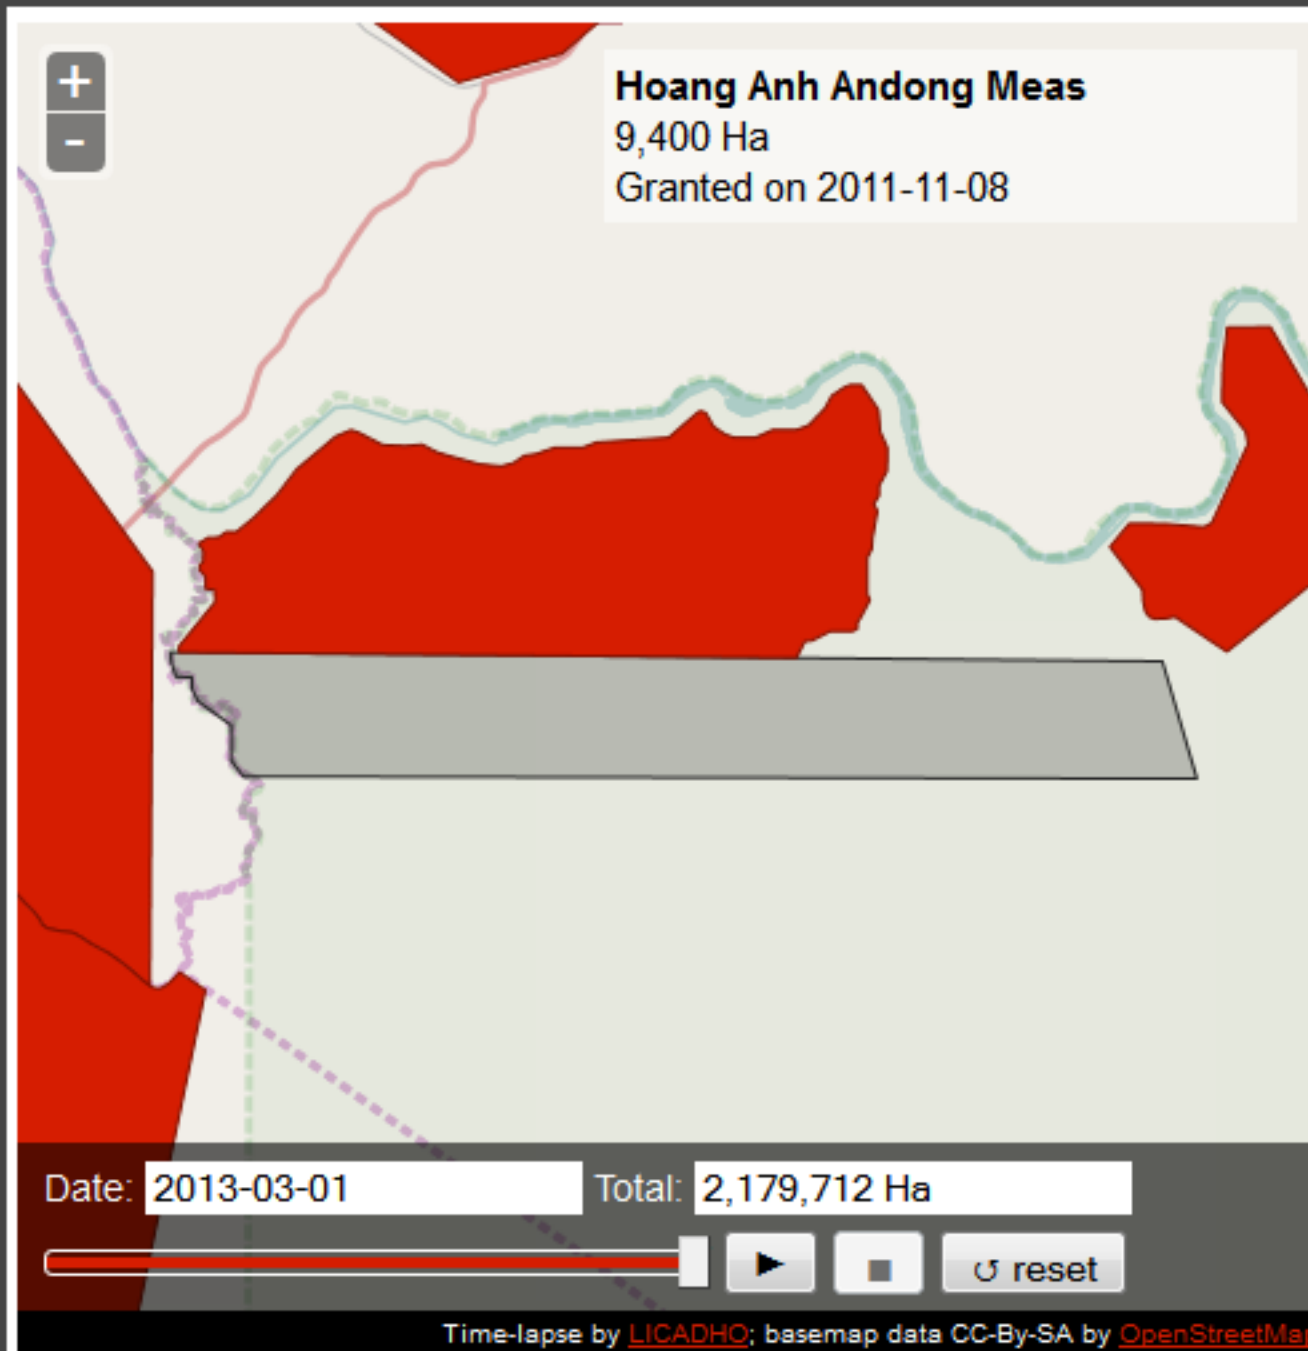 +
Hoang Anh Andong Meas
9,400 Ha
-
Granted on 2011-11-08
Date: 2013-03-01 Total: 2,179,712 Ha
↺ reset
Time-lapse by LICADHO; basemap data CC-By-SA by OpenStreetMap